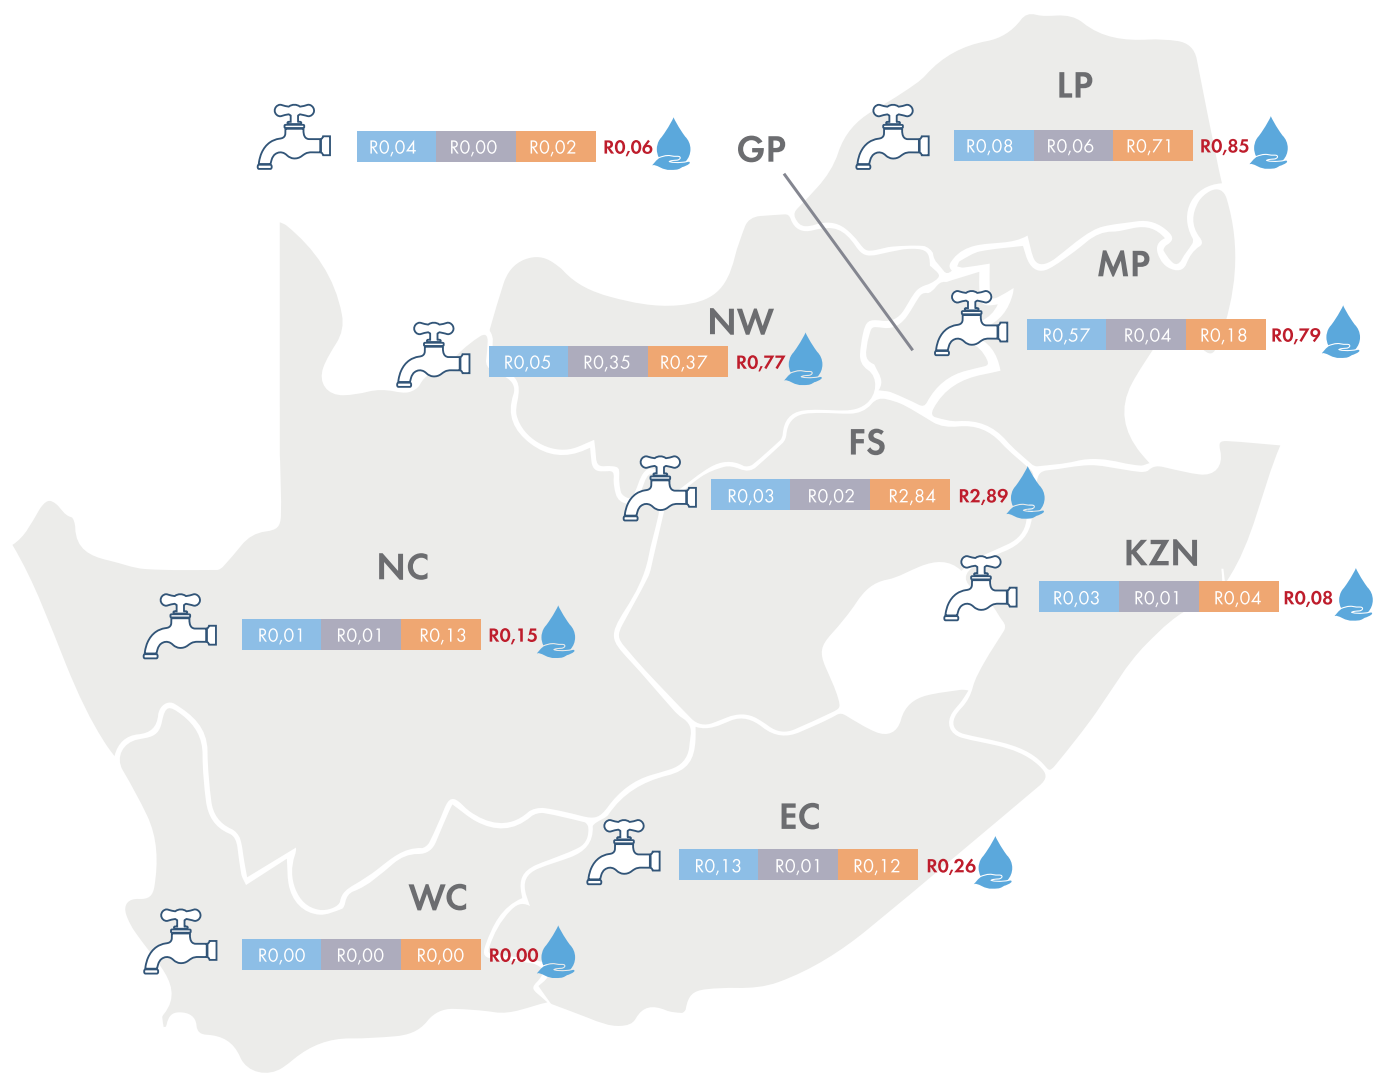 LP
GP
R0,04 R0,00 R0,02 R0,06
R0,08 R0,06 R0,71 R0,85
MP
NW
R0,57 R0,04 R0,18 R0,79
R0,05 R0,35 R0,37 R0,77
FS
R0,03 R0,02 R2,84 R2,89
KZN
NC
R0,03 R0,01 R0,04 R0,08
R0,01 R0,01 R0,13 R0,15
EC
R0,13 R0,01 R0,12 R0,26
WC
R0,00 R0,00 R0,00 R0,00